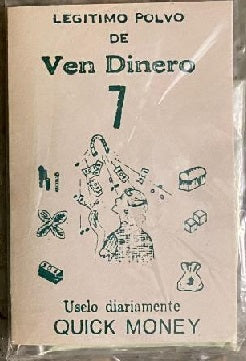 LEGITIMO POLVO
DE
Ven Dinero
7
Uselo diariamente
QUICK MONEY